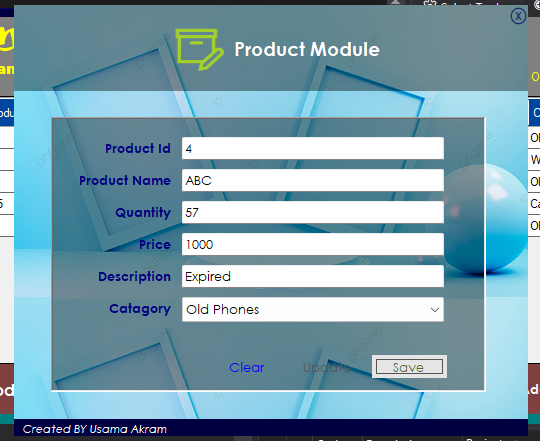 X
Product Module
Product Id 4
Product Name ABC
Quantity 57
Price 1000
Description Expired
Catagory Old Phones
Clear Update Save
Created BY Usama Akram